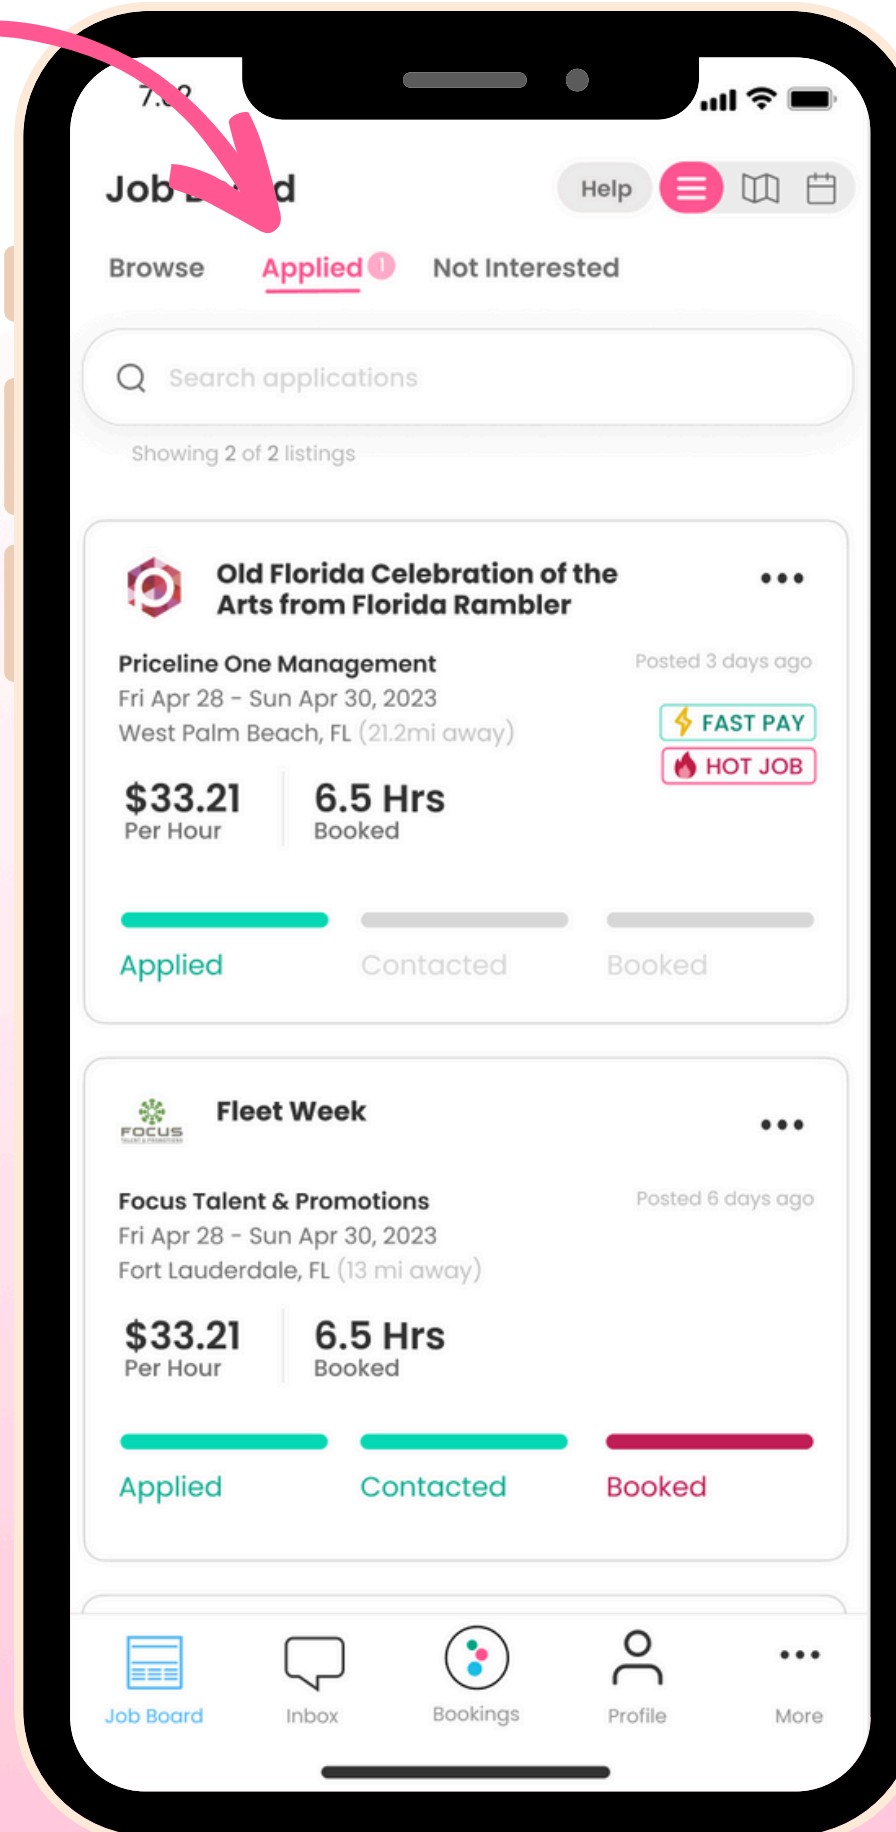 Help
Browse Applied 1 Not Interested
Search applications
Showing 2 of 2 listings
Old Florida Celebration of the
Arts from Florida Rambler
Priceline One Management
Posted 3 days ago
Fri Apr 28 - Sun Apr 30, 2023
West Palm Beach, FL (21.2mi away)
FAST PAY
HOT JOB
$33.21 6.5 Hrs
Per Hour Booked
Applied Contacted Booked
FOCUS
Fleet Week
Focus Talent & Promotions
Posted 6 days ago
Fri Apr 28 - Sun Apr 30, 2023
Fort Lauderdale, FL (13 mi away)
$33.21 6.5 Hrs
Per Hour Booked
Applied Contacted Booked
Job Board Inbox Bookings Profile More